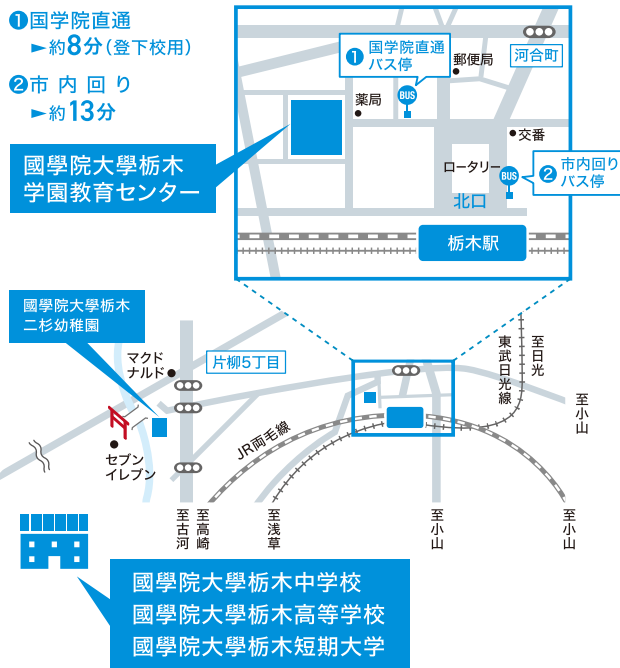 ❶国学院直通
►約8分(登下校用)
❷市内回り
►約13分
國學院大學栃木
学園教育センター
❶
国学院直通
バス停
BUS
郵便局
河合町
薬局
交番
ロータリー
BUS
❷
市内回り
バス停
北口
栃木駅
國學院大學栃木
二杉幼稚園
マクド
ナルド
片柳5丁目
東武日光線
至日光
至小山
JR両毛線
セブン
イレブン
至古河
至高崎
至浅草
至小山
至小山
國學院大學栃木中学校
國學院大學栃木高等学校
國學院大學栃木短期大学